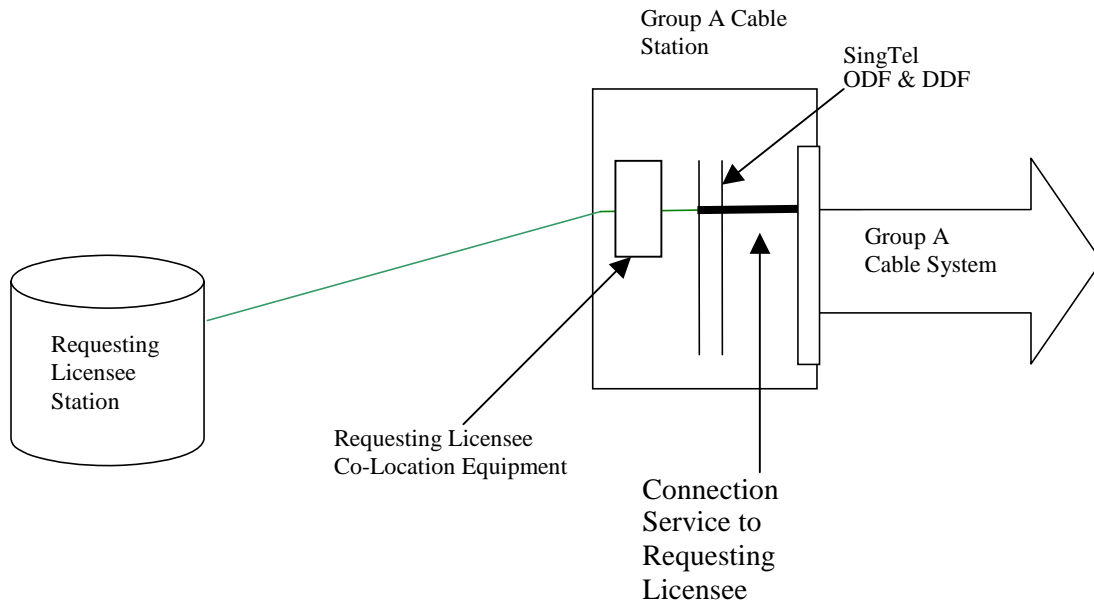 Group A Cable
Station
SingTel
ODF & DDF
Group A
Cable System
Requesting
Licensee
Station
Requesting Licensee
Co-Location Equipment
Connection
Service to
Requesting
Licensee